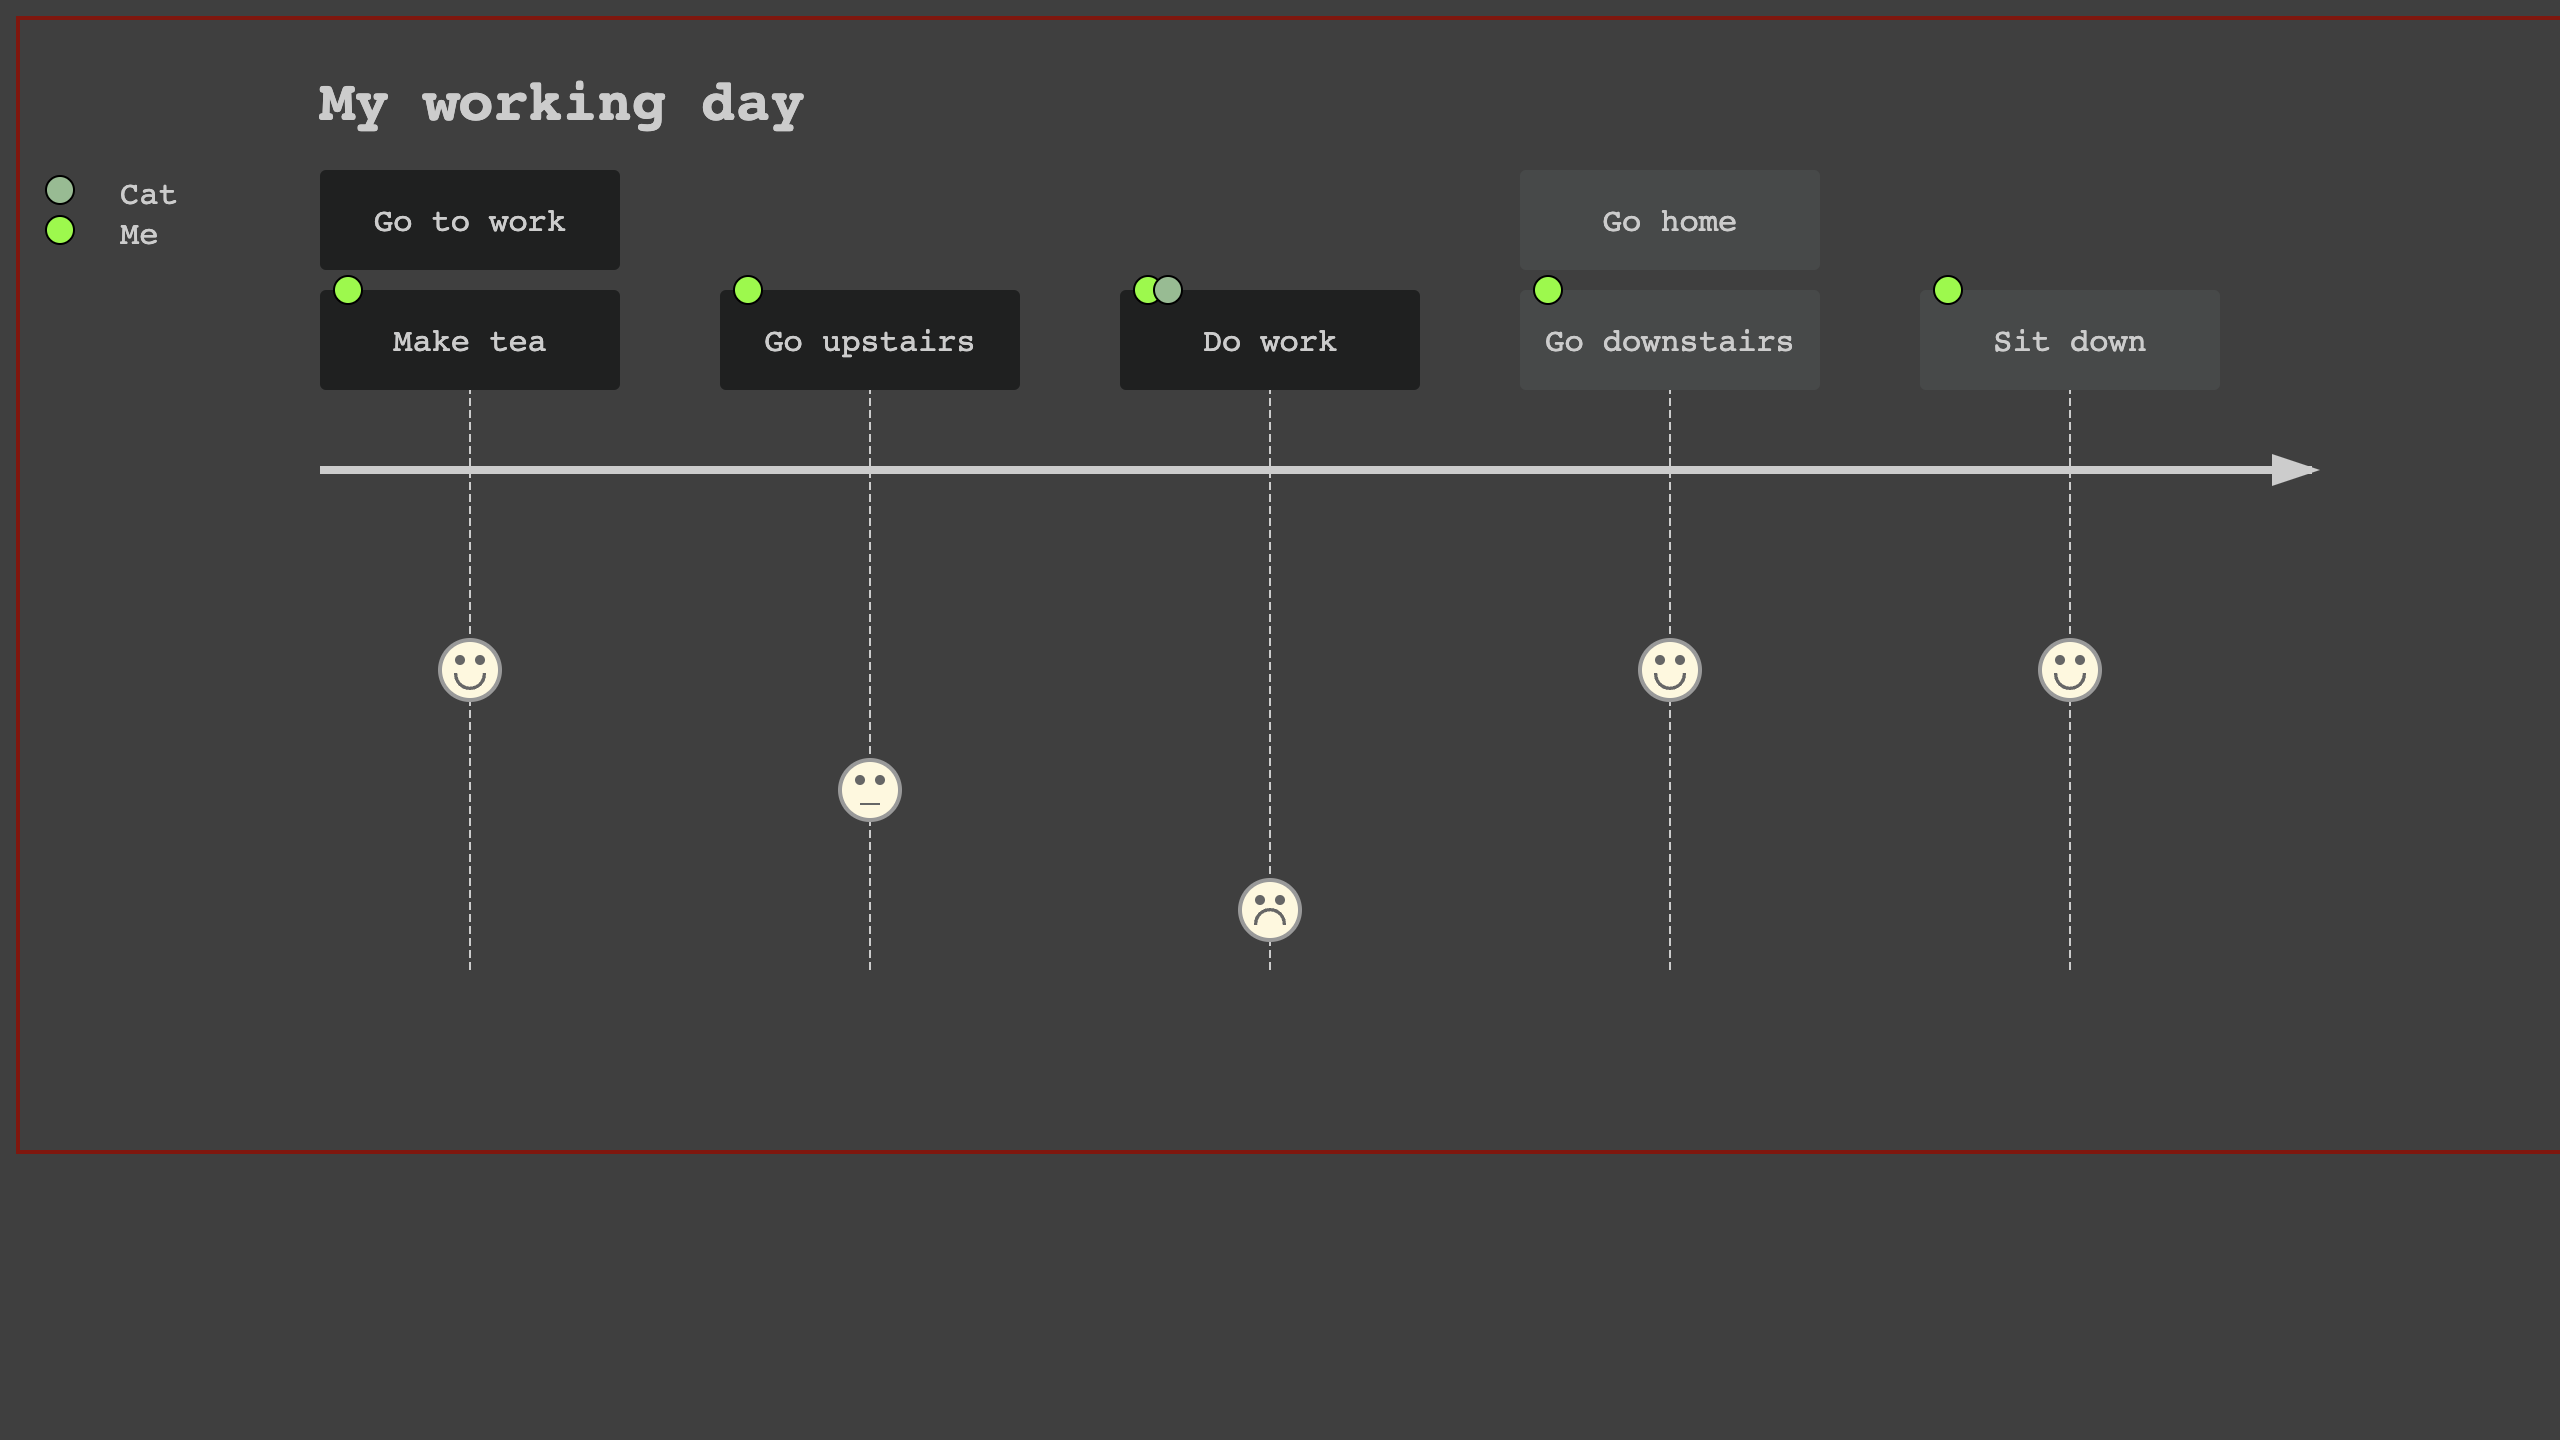 My working day
Cat
Me
Go to work
Go home
Make tea
Go upstairs
Do work
Go downstairs
Sit down